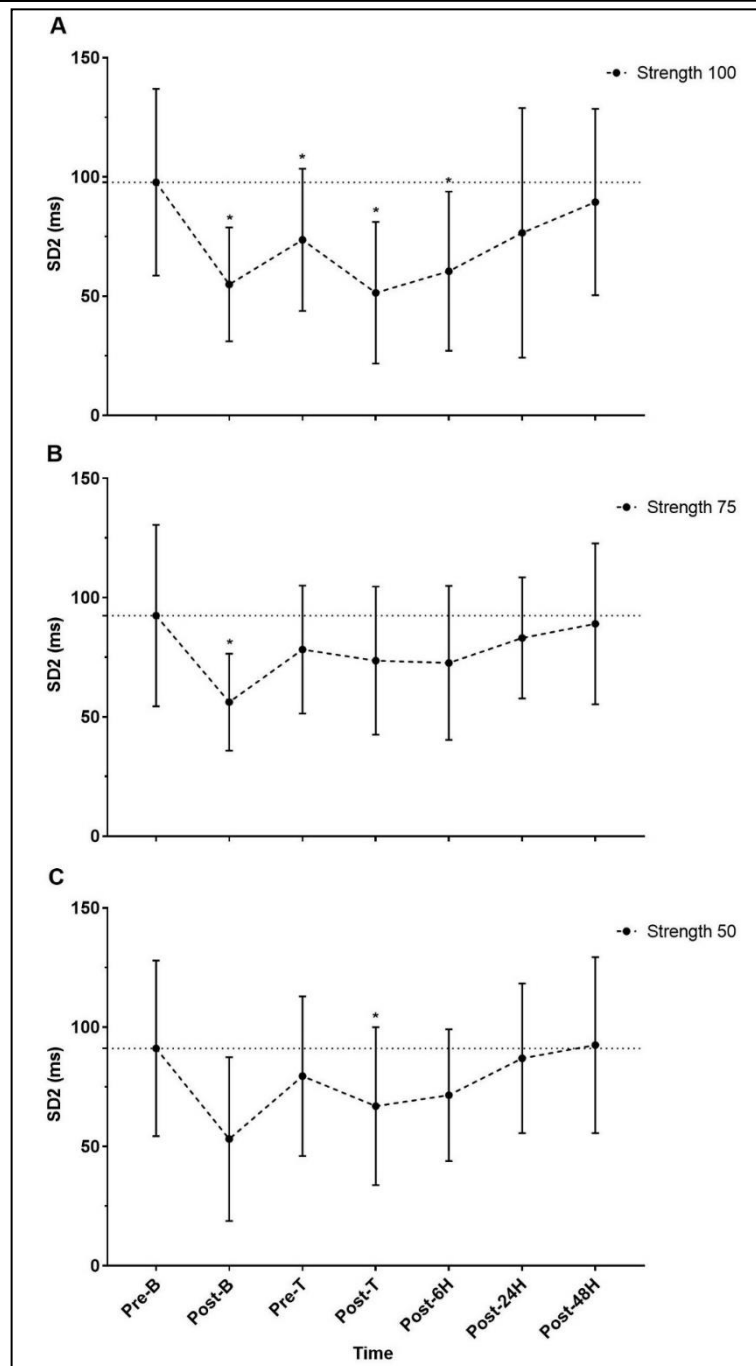 A
150
100
50
0
SD2 (ms)
Strength 100
*
*
*
*
B
150
100
50
0
SD2 (ms)
Strength 75
*
C
150
100
50
0
SD2 (ms)
Strength 50
*
Pre-B
Post-B
Pre-T
Post-T
Post-6H
Post-24H
Post-48H
Time